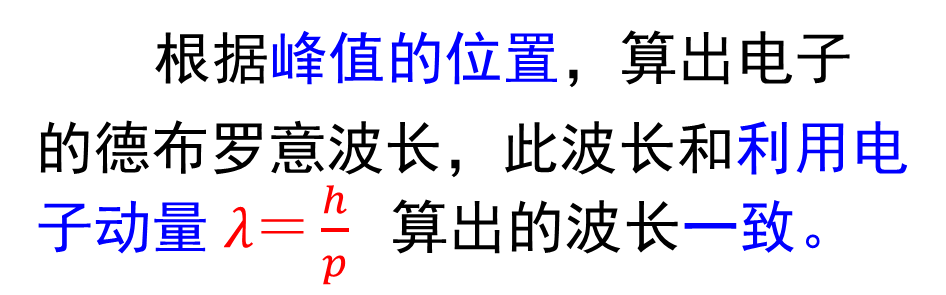 根据峰值的位置，算出电子
的德布罗意波长，此波长和利用电
子动量 λ=h/p 算出的波长一致。